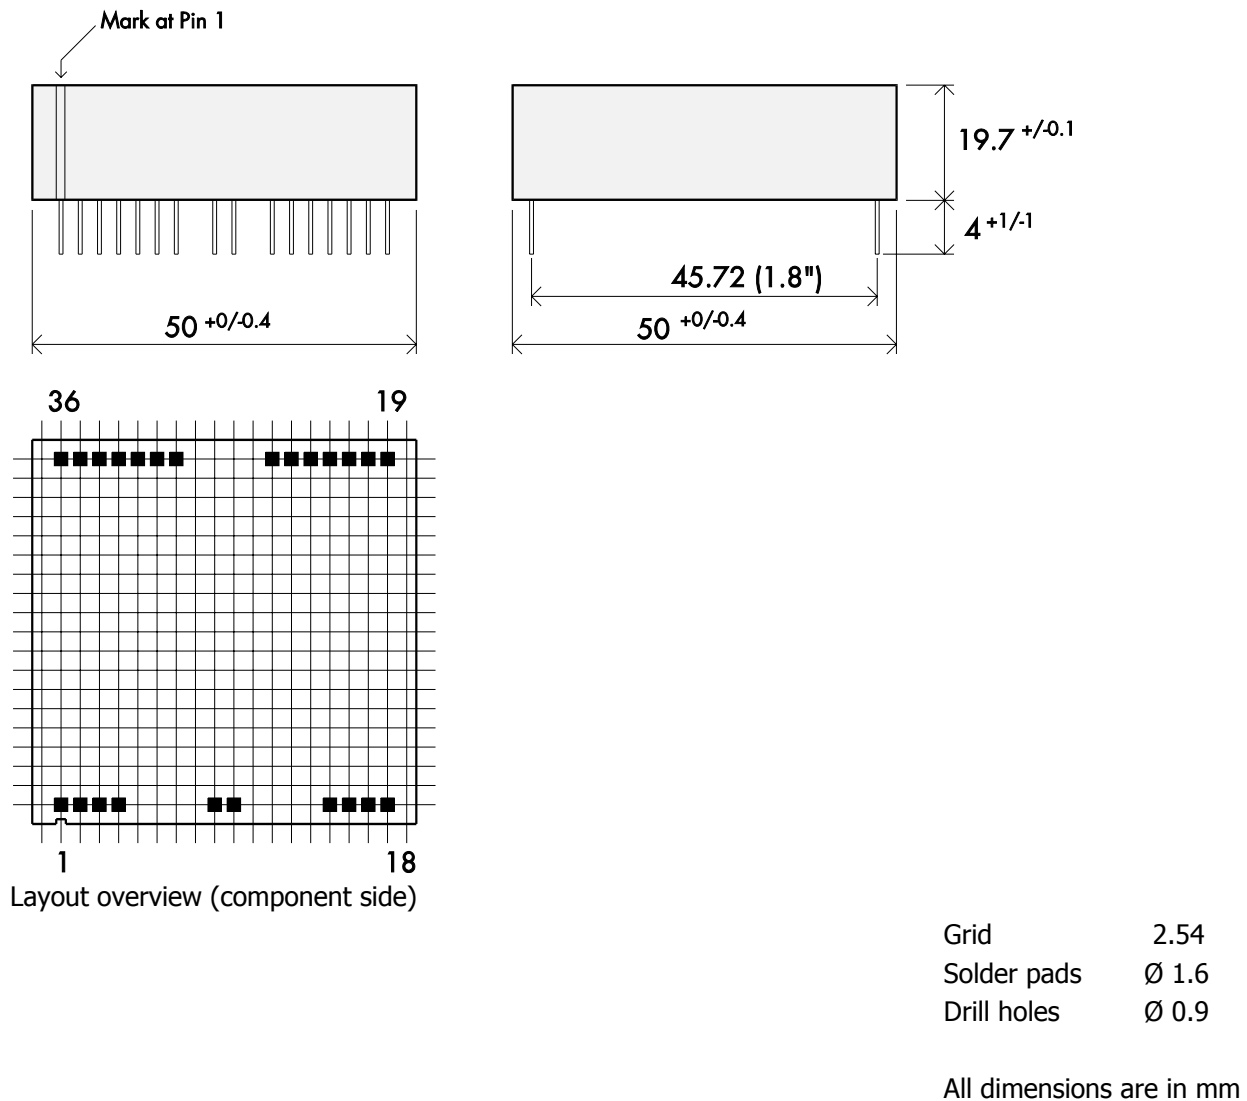 Mark at Pin 1
19.7 +/-0.1
4 +1/-1
45.72 (1.8")
50 +0/-0.4
50 +0/-0.4
36 19
1 18
Layout overview (component side)
Grid 2.54
Solder pads Ø 1.6
Drill holes Ø 0.9
All dimensions are in mm